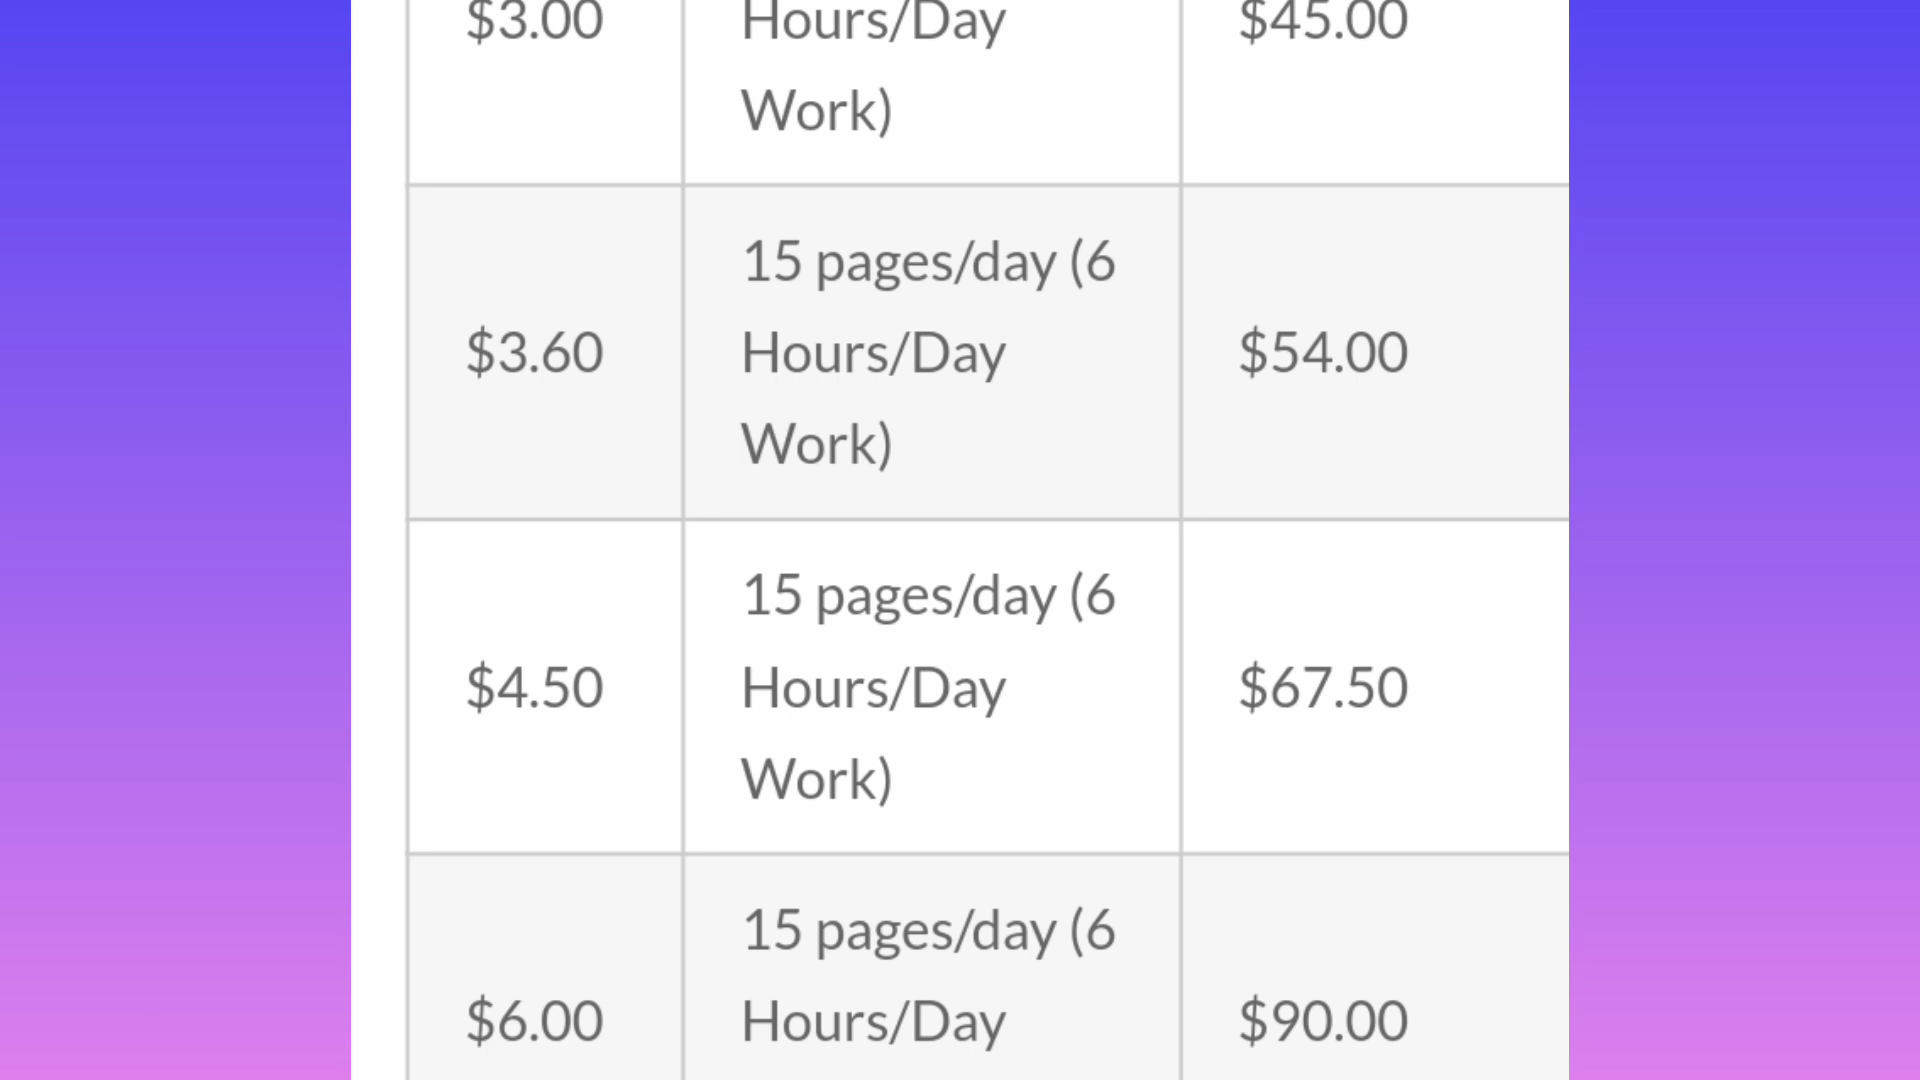 $3.00 Hours/Day $45.00
Work)
15 pages/day (6
$3.60 Hours/Day $54.00
Work)
15 pages/day (6
$4.50 Hours/Day $67.50
Work)
15 pages/day (6
$6.00 Hours/Day $90.00